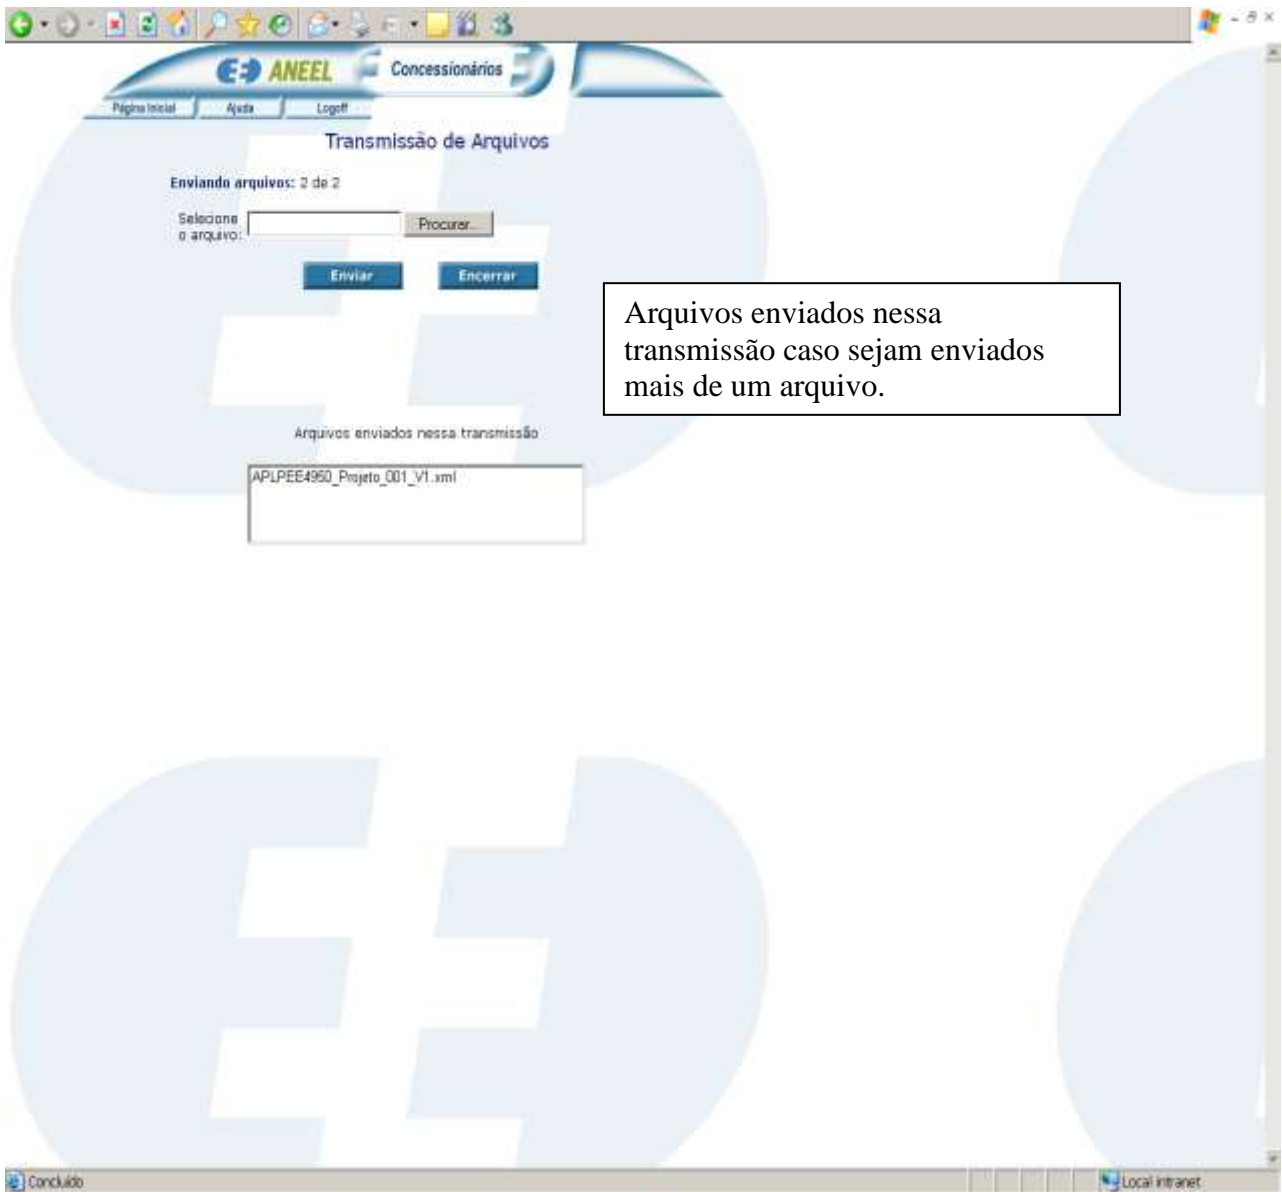 ANEEL
Concessionários
Página Inicial Ajuda Logoff
Transmissão de Arquivos
Enviando arquivos: 2 de 2
Selecione
o arquivo:
Procurar...
Enviar Encerrar
Arquivos enviados nessa
transmissão caso sejam enviados
mais de um arquivo.
Arquivos enviados nessa transmissão
APLPEE4950_Projeto_001_V1.xml
Concluído
Local intranet